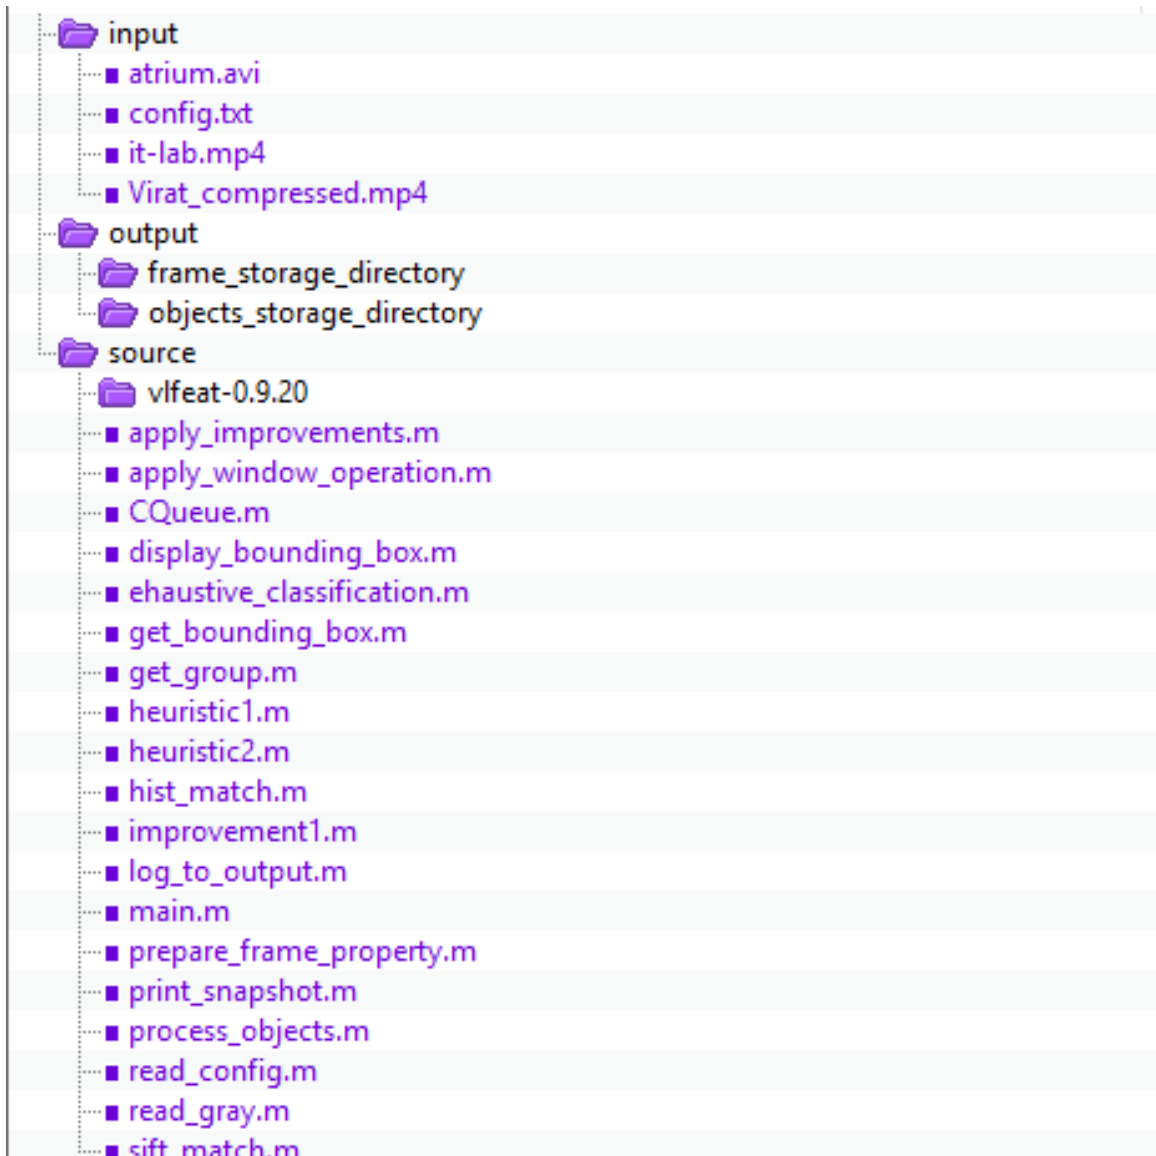 input
atrium.avi
config.txt
it-lab.mp4
Virat_compressed.mp4
output
frame_storage_directory
objects_storage_directory
source
vlfeat-0.9.20
apply_improvements.m
apply_window_operation.m
CQueue.m
display_bounding_box.m
ehaustive_classification.m
get_bounding_box.m
get_group.m
heuristic1.m
heuristic2.m
hist_match.m
improvement1.m
log_to_output.m
main.m
prepare_frame_property.m
print_snapshot.m
process_objects.m
read_config.m
read_gray.m
sift_match.m